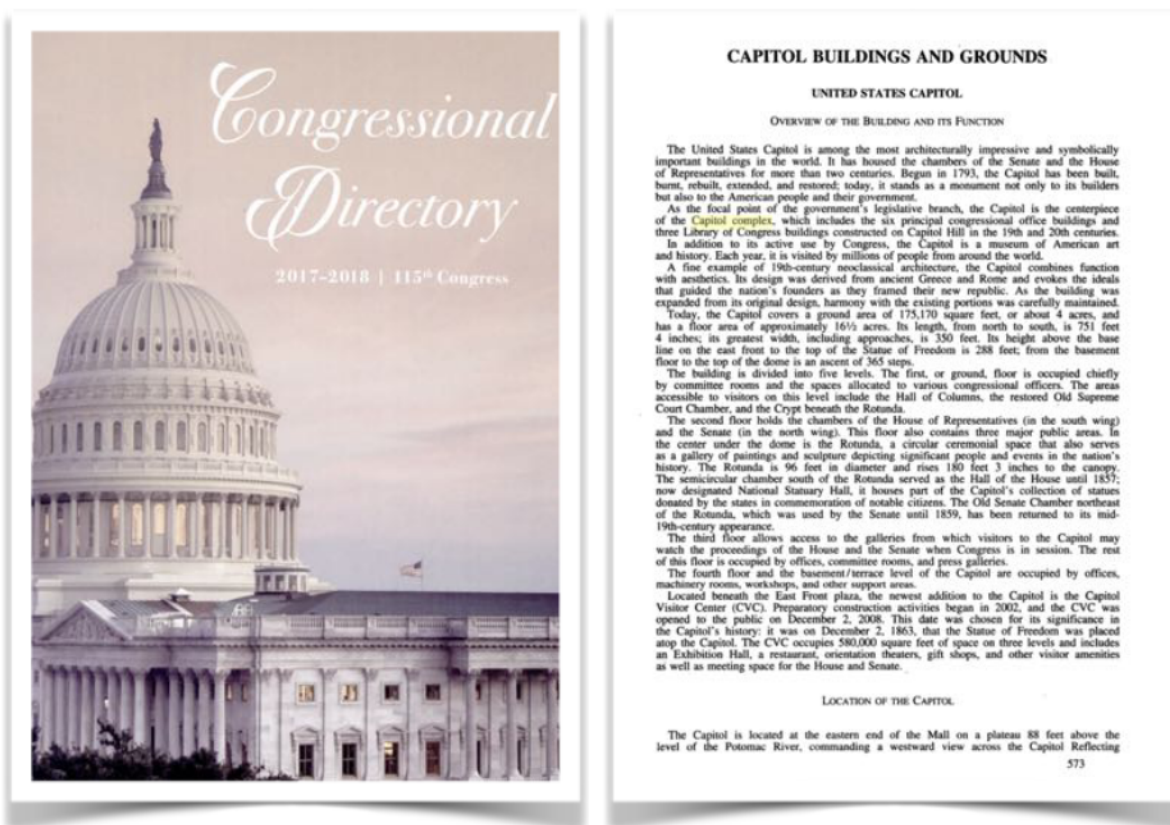 Congressional
Directory
2017–2018 | 115th Congress
CAPITOL BUILDINGS AND GROUNDS
UNITED STATES CAPITOL
OVERVIEW OF THE BUILDING AND ITS FUNCTION
The United States Capitol is among the most architecturally impressive and symbolically
important buildings in the world. It has housed the chambers of the Senate and the House
of Representatives for more than two centuries. Begun in 1793, the Capitol has been built,
burnt, rebuilt, extended, and restored; today, it stands as a monument not only to its builders
but also to the American people and their government.
As the focal point of the government's legislative branch, the Capitol is the centerpiece
of the Capitol complex, which includes the six principal congressional office buildings and
three Library of Congress buildings constructed on Capitol Hill in the 19th and 20th centuries.
In addition to its active use by Congress, the Capitol is a museum of American art
and history. Each year, it is visited by millions of people from around the world.
A fine example of 19th-century neoclassical architecture, the Capitol combines function
with aesthetics. Its design was derived from ancient Greece and Rome and evokes the ideals
that guided the nation's founders as they framed their new republic. As the building was
expanded from its original design, harmony with the existing portions was carefully maintained.
Today, the Capitol covers a ground area of 175,170 square feet, or about 4 acres, and
has a floor area of approximately 16½ acres. Its length, from north to south, is 751 feet
4 inches; its greatest width, including approaches, is 350 feet. Its height above the base
line on the east front to the top of the Statue of Freedom is 288 feet; from the basement
floor to the top of the dome is an ascent of 365 steps.
The building is divided into five levels. The first, or ground, floor is occupied chiefly
by committee rooms and the spaces allocated to various congressional officers. The areas
accessible to visitors on this level include the Hall of Columns, the restored Old Supreme
Court Chamber, and the Crypt beneath the Rotunda.
The second floor holds the chambers of the House of Representatives (in the south wing)
and the Senate (in the north wing). This floor also contains three major public areas. In
the center under the dome is the Rotunda, a circular ceremonial space that also serves
as a gallery of paintings and sculpture depicting significant people and events in the nation's
history. The Rotunda is 96 feet in diameter and rises 180 feet 3 inches to the canopy.
The semicircular chamber south of the Rotunda served as the Hall of the House until 1857;
now designated National Statuary Hall, it houses part of the Capitol's collection of statues
donated by the states in commemoration of notable citizens. The Old Senate Chamber northeast
of the Rotunda, which was used by the Senate until 1859, has been returned to its mid-
19th-century appearance.
The third floor allows access to the galleries from which visitors to the Capitol may
watch the proceedings of the House and the Senate when Congress is in session. The rest
of this floor is occupied by offices, committee rooms, and press galleries.
The fourth floor and the basement/terrace level of the Capitol are occupied by offices,
machinery rooms, workshops, and other support areas.
Located beneath the East Front plaza, the newest addition to the Capitol is the Capitol
Visitor Center (CVC). Preparatory construction activities began in 2002, and the CVC was
opened to the public on December 2, 2008. This date was chosen for its significance in
the Capitol's history: it was on December 2, 1863, that the Statue of Freedom was placed
atop the Capitol. The CVC occupies 580,000 square feet of space on three levels and includes
an Exhibition Hall, a restaurant, orientation theaters, gift shops, and other visitor amenities
as well as meeting space for the House and Senate.
LOCATION OF THE CAPITOL
The Capitol is located at the eastern end of the Mall on a plateau 88 feet above the
level of the Potomac River, commanding a westward view across the Capitol Reflecting
573